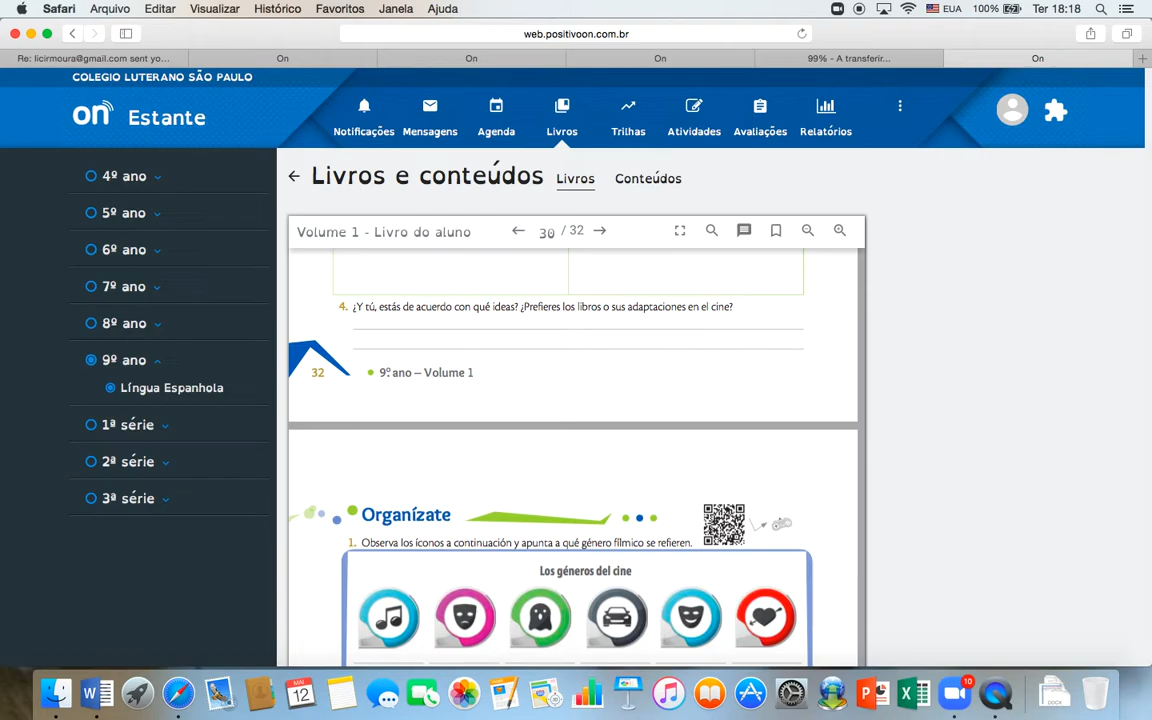 Safari Arquivo Editar Visualizar Histórico Favoritos Janela Ajuda EUA 100% Ter 18:18
web.positivoon.com.br
Re: licirmoura@gmail.com sent yo... On On On 99% - A transferir... On
COLEGIO LUTERANO SÃO PAULO
on Estante
Notificações Mensagens Agenda Livros Trilhas Atividades Avaliações Relatórios
4º ano
5º ano
6º ano
7º ano
8º ano
9º ano
Língua Espanhola
1ª série
2ª série
3ª série
Livros e conteúdos Livros Conteúdos
Volume 1 - Livro do aluno 30 / 32
4. ¿Y tú, estás de acuerdo con qué ideas? ¿Prefieres los libros o sus adaptaciones en el cine?
32 9º. ano – Volume 1
Organízate
1. Observa los íconos a continuación y apunta a qué género fílmico se refieren.
Los géneros del cine
MAI
12
10
DOCX